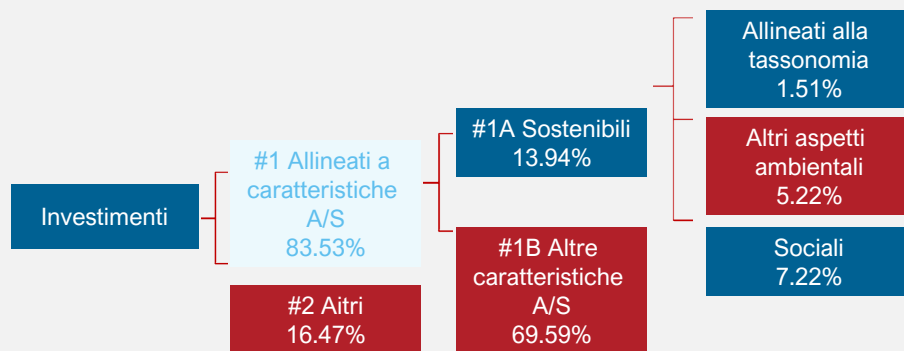 Investimenti
#1 Allineati a
caratteristiche
A/S
83.53%
#2 Aitri
16.47%
#1A Sostenibili
13.94%
#1B Altre
caratteristiche
A/S
69.59%
Allineati alla
tassonomia
1.51%
Altri aspetti
ambientali
5.22%
Sociali
7.22%